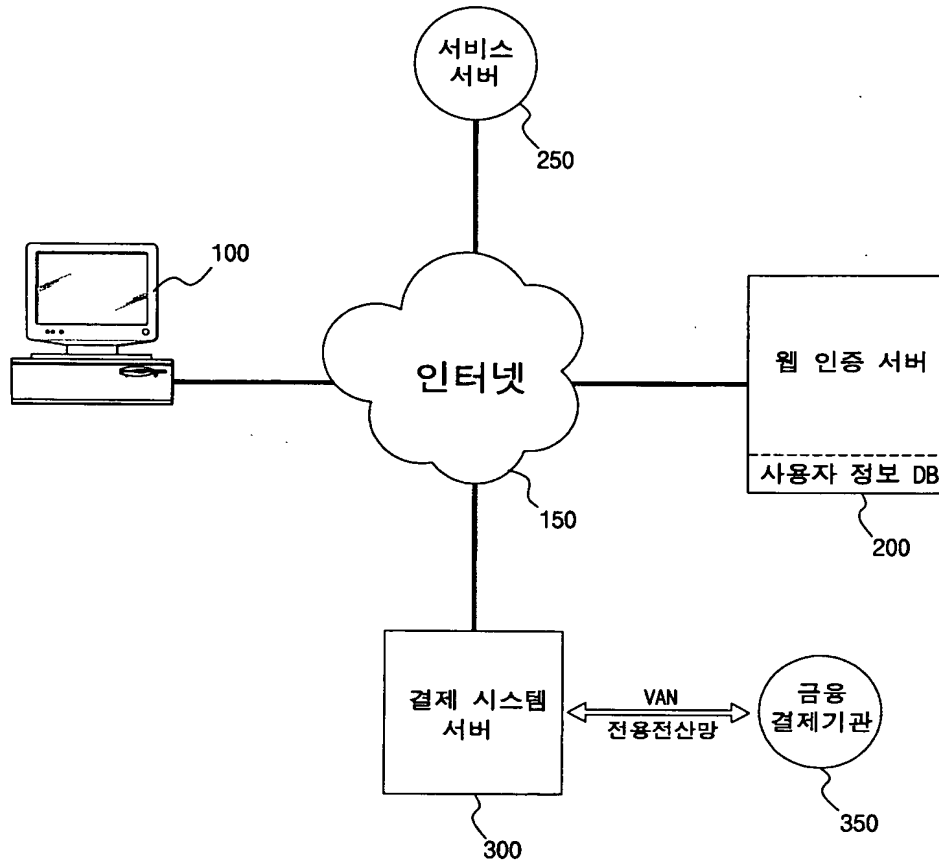 서비스
서버
250
100
인터넷
150
웹 인증 서버
사용자 정보 DB
200
결제 시스템
서버
300
VAN
전용전산망
금융
결제기관
350